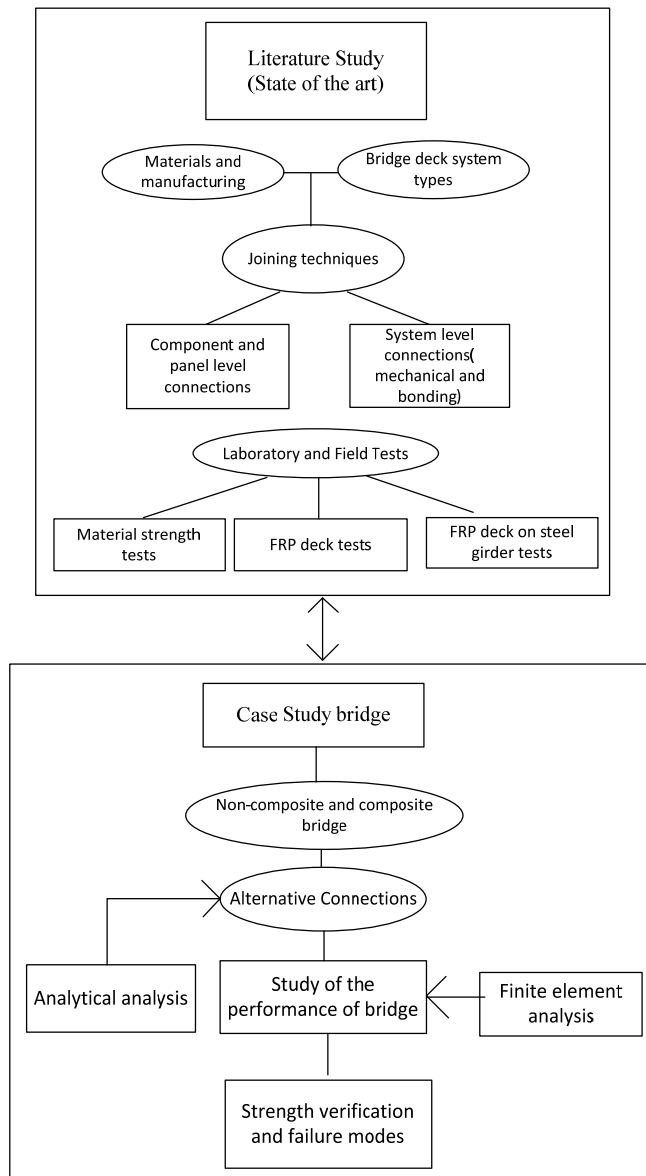 Literature Study
(State of the art)
Materials and
manufacturing
Bridge deck system
types
Joining techniques
Component and
panel level
connections
System level
connections(
mechanical and
bonding)
Laboratory and Field Tests
Material strength
tests
FRP deck tests
FRP deck on steel
girder tests
Case Study bridge
Non-composite and composite
bridge
Alternative Connections
Analytical analysis
Study of the
performance of bridge
Finite element
analysis
Strength verification
and failure modes